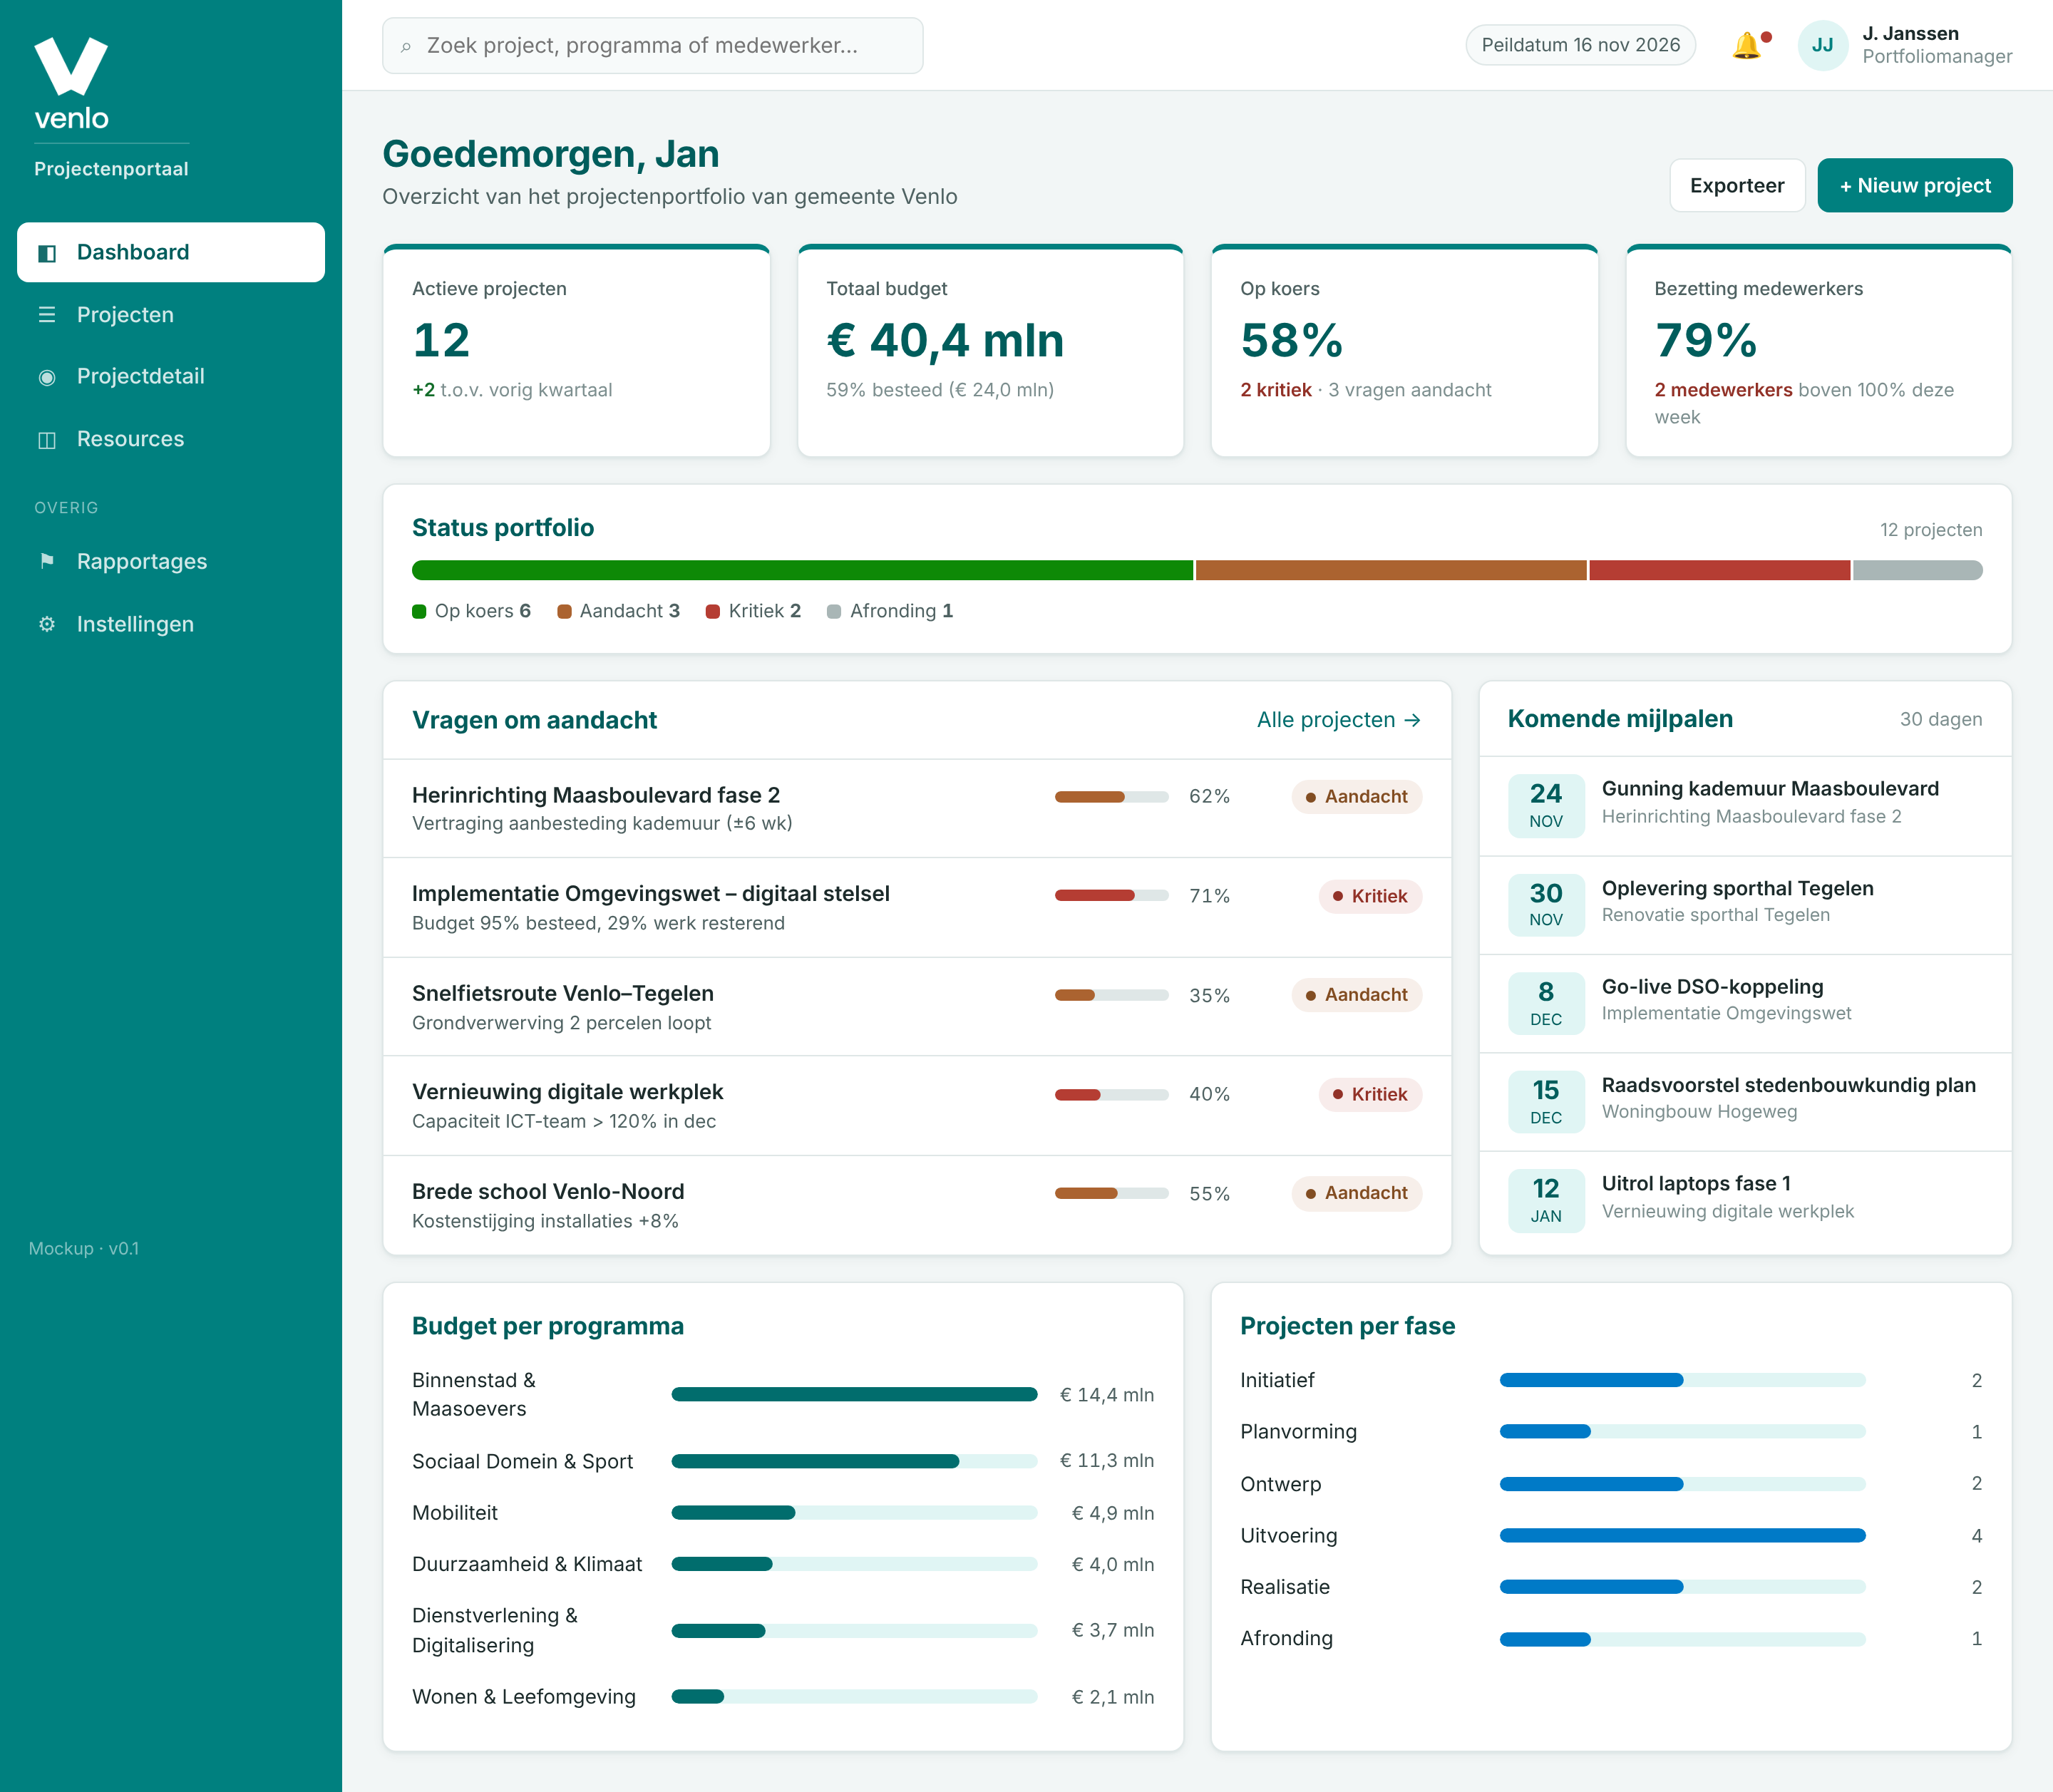 venlo
Projectenportaal
Dashboard
Projecten
Projectdetail
Resources
OVERIG
Rapportages
Instellingen
Mockup · v0.1
Zoek project, programma of medewerker...
Peildatum 16 nov 2026
JJ
J. Janssen
Portfoliomanager
Goedemorgen, Jan
Overzicht van het projectenportfolio van gemeente Venlo
Exporteer
+ Nieuw project
Actieve projecten
12
+2 t.o.v. vorig kwartaal
Totaal budget
€ 40,4 mln
59% besteed (€ 24,0 mln)
Op koers
58%
2 kritiek · 3 vragen aandacht
Bezetting medewerkers
79%
2 medewerkers boven 100% deze
week
Status portfolio
12 projecten
Op koers 6
Aandacht 3
Kritiek 2
Afronding 1
Vragen om aandacht
Alle projecten →
Herinrichting Maasboulevard fase 2
Vertraging aanbesteding kademuur (±6 wk)
62%
Aandacht
Implementatie Omgevingswet – digitaal stelsel
Budget 95% besteed, 29% werk resterend
71%
Kritiek
Snelfietsroute Venlo–Tegelen
Grondverwerving 2 percelen loopt
35%
Aandacht
Vernieuwing digitale werkplek
Capaciteit ICT-team > 120% in dec
40%
Kritiek
Brede school Venlo-Noord
Kostenstijging installaties +8%
55%
Aandacht
Komende mijlpalen
30 dagen
24
NOV
Gunning kademuur Maasboulevard
Herinrichting Maasboulevard fase 2
30
NOV
Oplevering sporthal Tegelen
Renovatie sporthal Tegelen
8
DEC
Go-live DSO-koppeling
Implementatie Omgevingswet
15
DEC
Raadsvoorstel stedenbouwkundig plan
Woningbouw Hogeweg
12
JAN
Uitrol laptops fase 1
Vernieuwing digitale werkplek
Budget per programma
Binnenstad &
Maasoevers
€ 14,4 mln
Sociaal Domein & Sport
€ 11,3 mln
Mobiliteit
€ 4,9 mln
Duurzaamheid & Klimaat
€ 4,0 mln
Dienstverlening &
Digitalisering
€ 3,7 mln
Wonen & Leefomgeving
€ 2,1 mln
Projecten per fase
Initiatief
2
Planvorming
1
Ontwerp
2
Uitvoering
4
Realisatie
2
Afronding
1